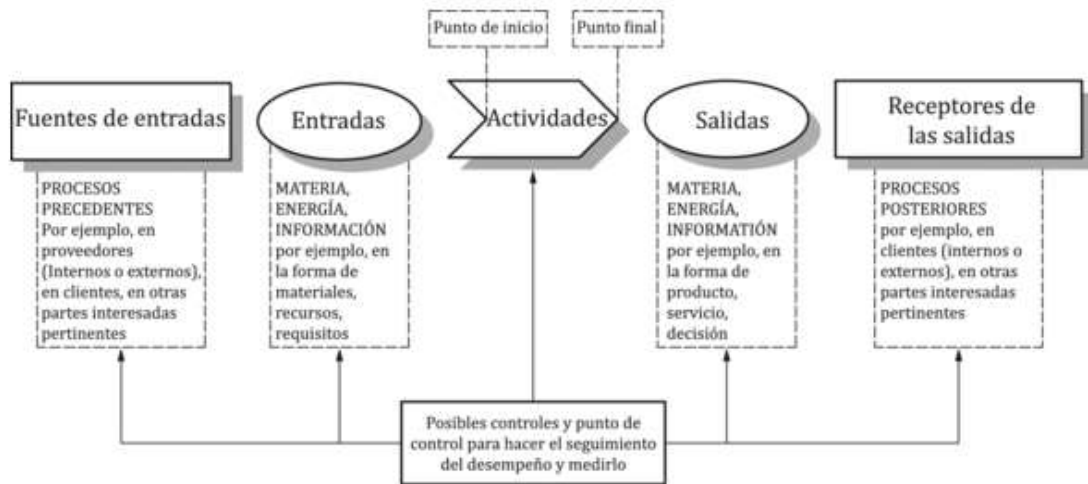 Punto de inicio
Punto final
Fuentes de entradas
Entradas
Actividades
Salidas
Receptores de
las salidas
PROCESOS
PRECEDENTES
Por ejemplo, en
proveedores
(Internos o externos),
en clientes, en otras
partes interesadas
pertinentes
MATERIA,
ENERGÍA,
INFORMACIÓN
por ejemplo, en
la forma de
materiales,
recursos,
requisitos
MATERIA,
ENERGÍA,
INFORMATIÓN
por ejemplo, en
la forma de
producto,
servicio,
decisión
PROCESOS
POSTERIORES
por ejemplo, en
clientes (internos o
externos), en otras
partes interesadas
pertinentes
Posibles controles y punto de
control para hacer el seguimiento
del desempeño y medirlo